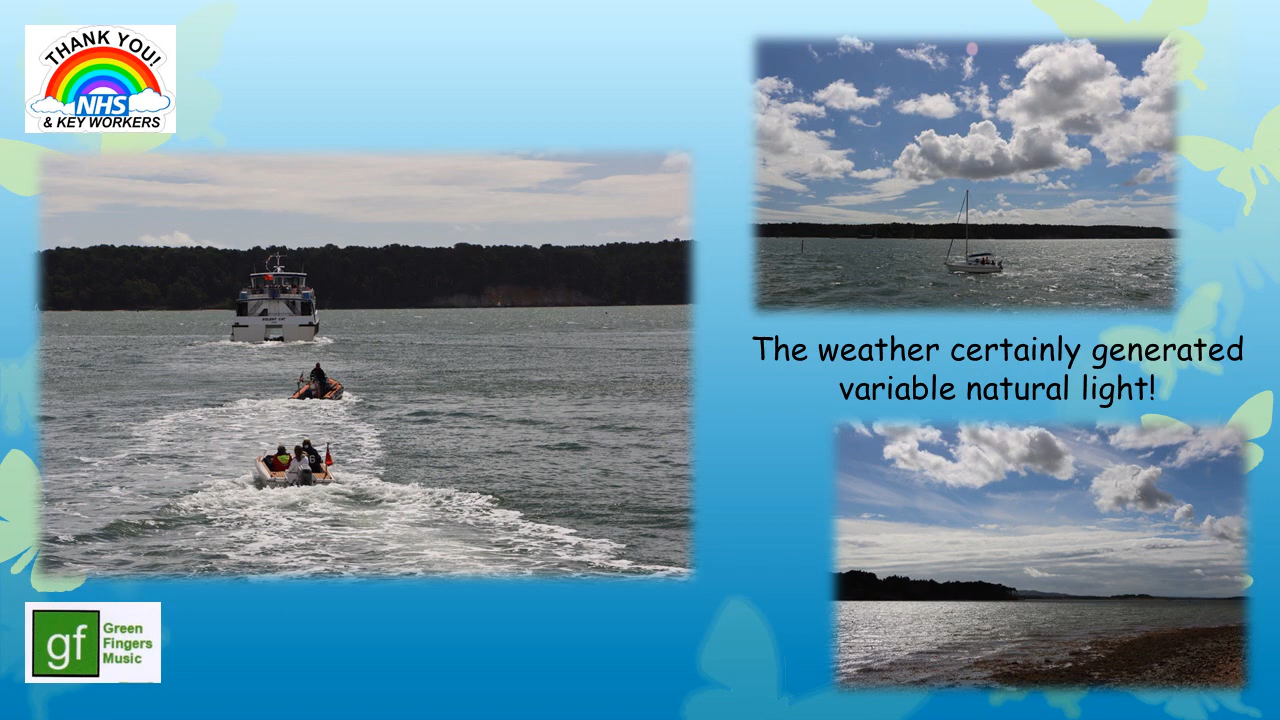 THANK YOU!
NHS
& KEY WORKERS
The weather certainly generated
variable natural light!
gf
Green
Fingers
Music